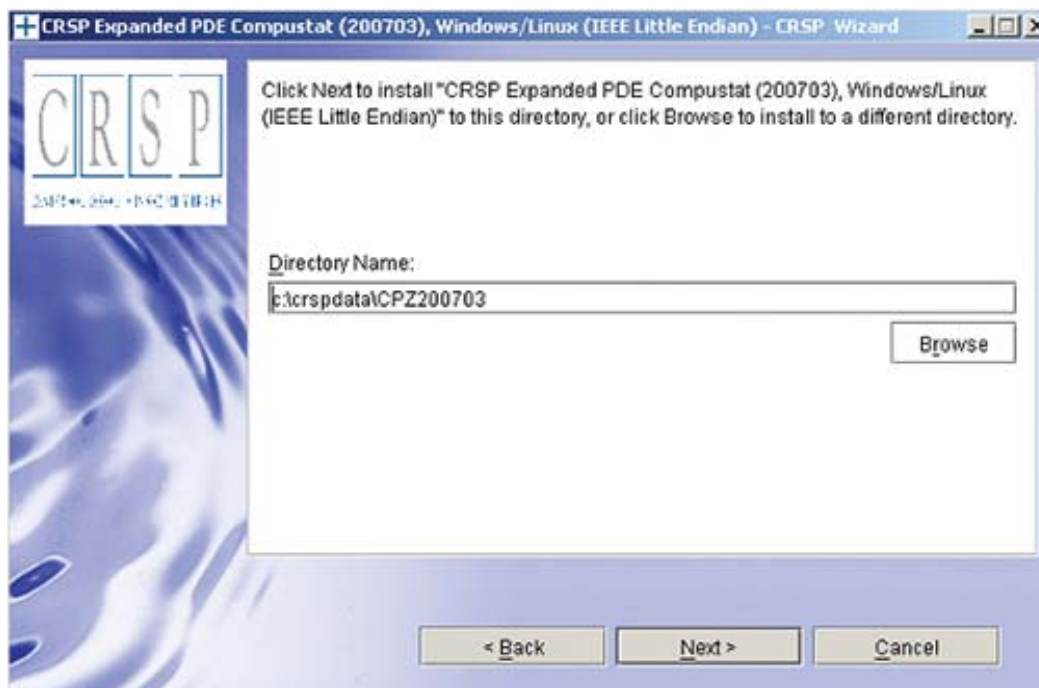 CRSP Expanded PDE Compustat (200703), Windows/Linux (IEEE Little Endian) - CRSP Wizard
CRSP
Click Next to install "CRSP Expanded PDE Compustat (200703), Windows/Linux
(IEEE Little Endian)" to this directory, or click Browse to install to a different directory.
Directory Name:
c:\crspdata\CPZ200703
Browse
< Back
Next >
Cancel